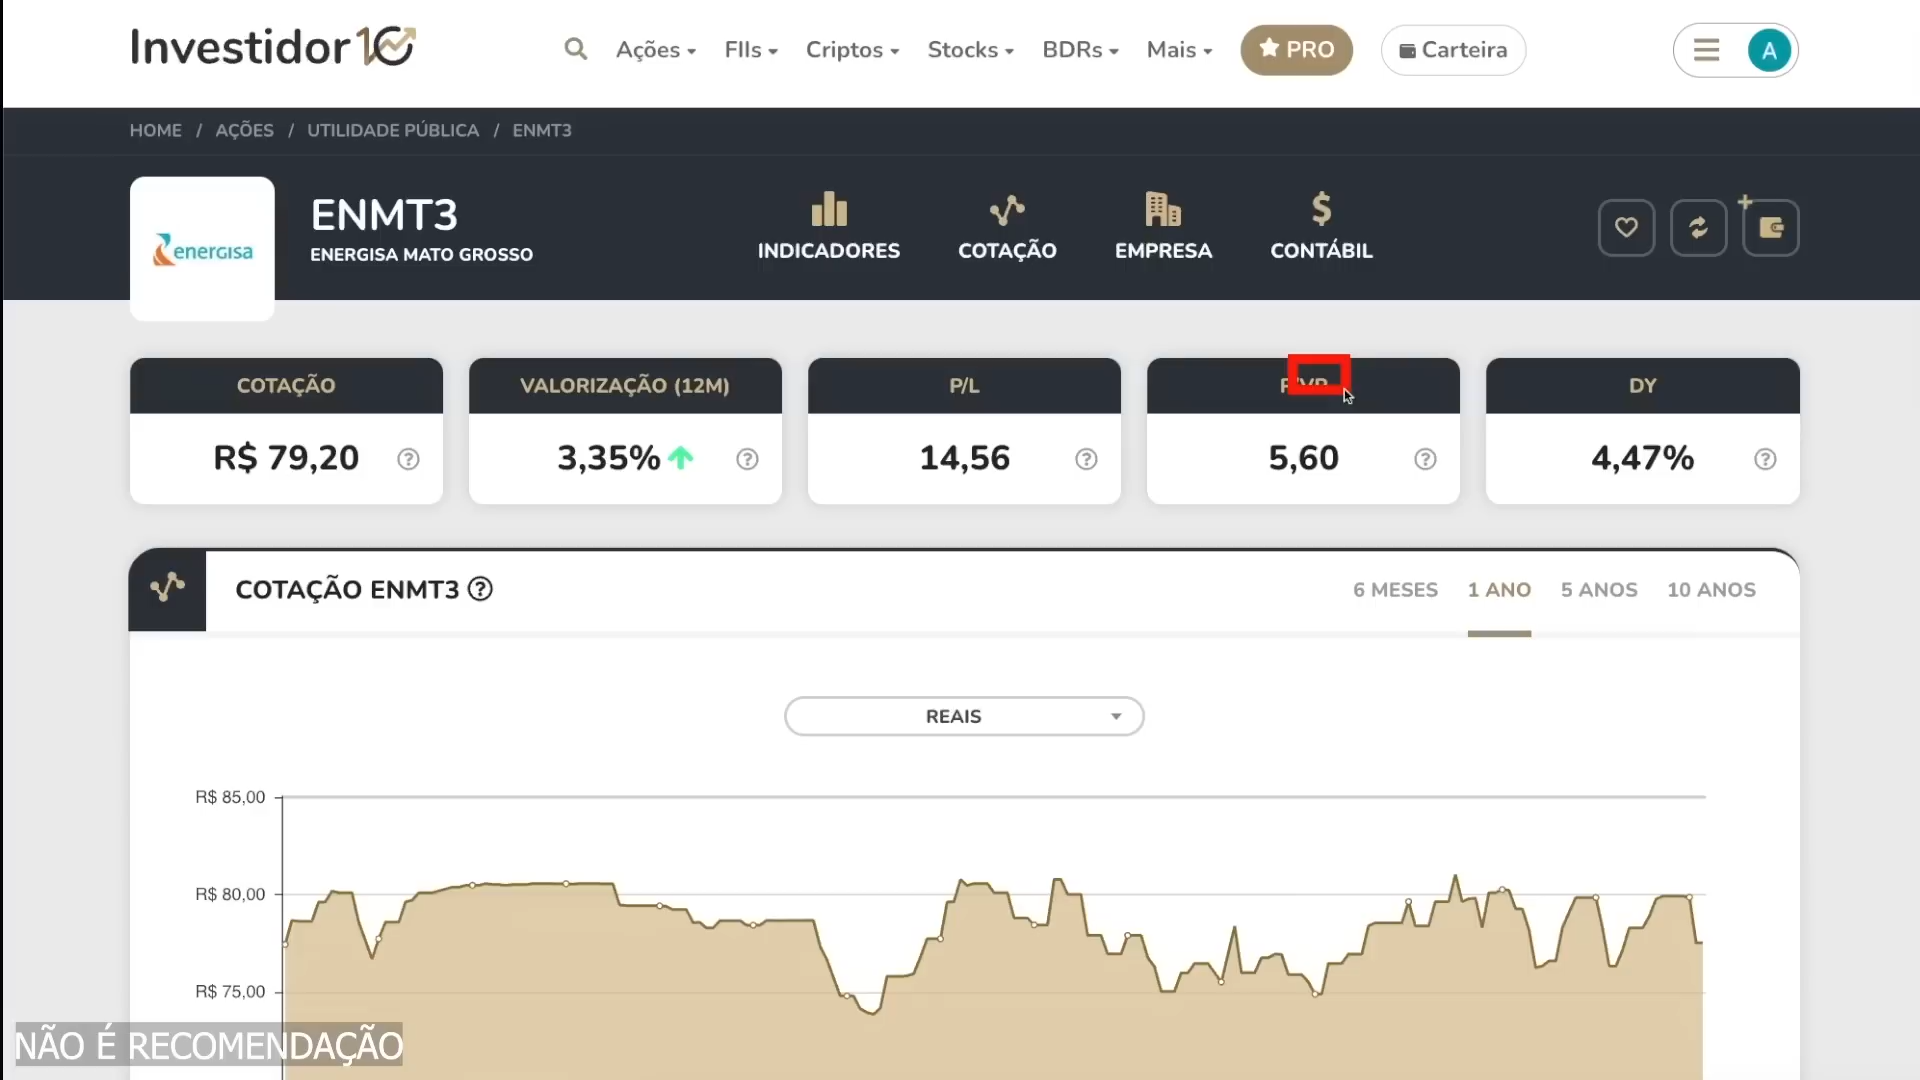 Investidor10
Ações
FIIs
Criptos
Stocks
BDRs
Mais
PRO
Carteira
A
HOME / AÇÕES / UTILIDADE PÚBLICA / ENMT3
energisa
ENMT3
ENERGISA MATO GROSSO
INDICADORES
COTAÇÃO
EMPRESA
CONTÁBIL
COTAÇÃO
R$ 79,20
VALORIZAÇÃO (12M)
3,35%
P/L
14,56
P/VP
5,60
DY
4,47%
COTAÇÃO ENMT3
6 MESES
1 ANO
5 ANOS
10 ANOS
REAIS
R$ 85,00
R$ 80,00
R$ 75,00
NÃO É RECOMENDAÇÃO